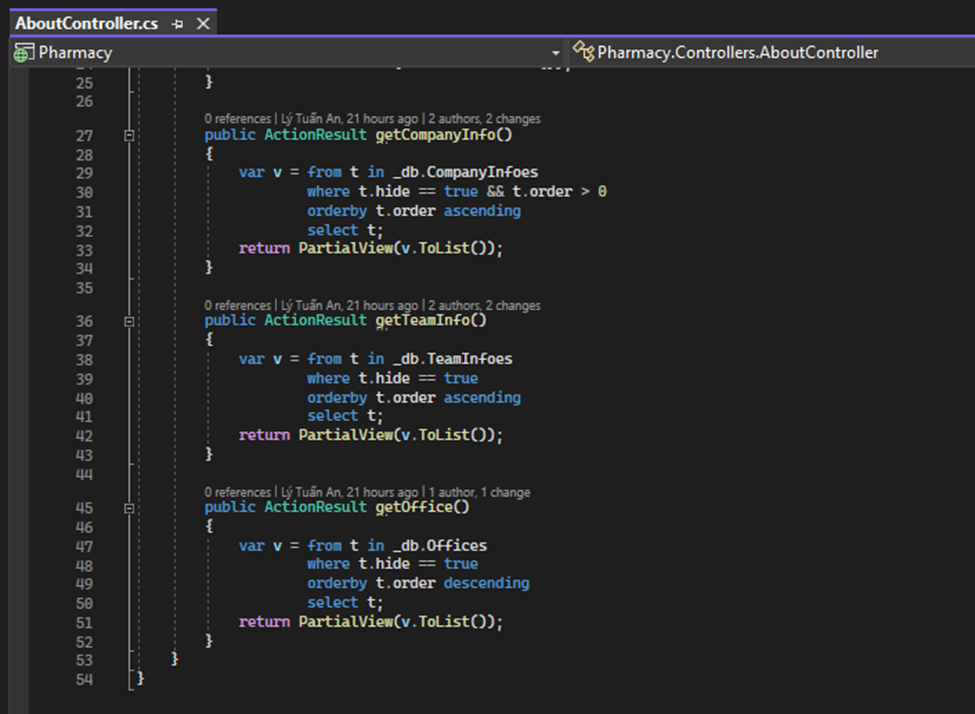 AboutController.cs
Pharmacy
Pharmacy.Controllers.AboutController
25 }
26
0 references | Lý Tuấn An, 21 hours ago | 2 authors, 2 changes
27 public ActionResult getCompanyInfo()
28 {
29 var v = from t in _db.CompanyInfoes
30 where t.hide == true && t.order > 0
31 orderby t.order ascending
32 select t;
33 return PartialView(v.ToList());
34 }
35
0 references | Lý Tuấn An, 21 hours ago | 2 authors, 2 changes
36 public ActionResult getTeamInfo()
37 {
38 var v = from t in _db.TeamInfoes
39 where t.hide == true
40 orderby t.order ascending
41 select t;
42 return PartialView(v.ToList());
43 }
44
0 references | Lý Tuấn An, 21 hours ago | 1 author, 1 change
45 public ActionResult getOffice()
46 {
47 var v = from t in _db.Offices
48 where t.hide == true
49 orderby t.order descending
50 select t;
51 return PartialView(v.ToList());
52 }
53 }
54 }